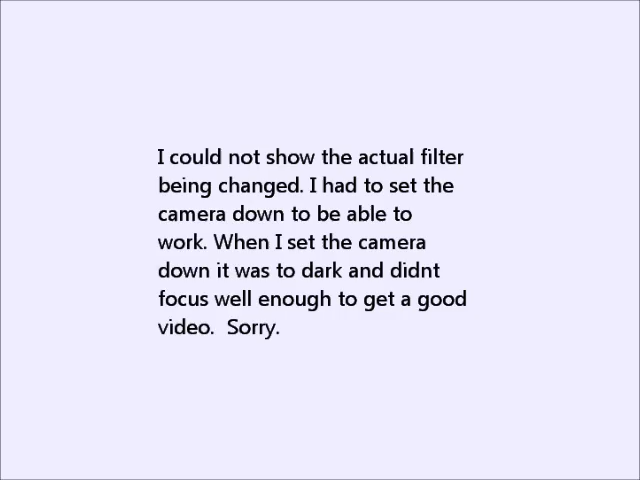 I could not show the actual filter
being changed. I had to set the
camera down to be able to
work. When I set the camera
down it was to dark and didnt
focus well enough to get a good
video.  Sorry.